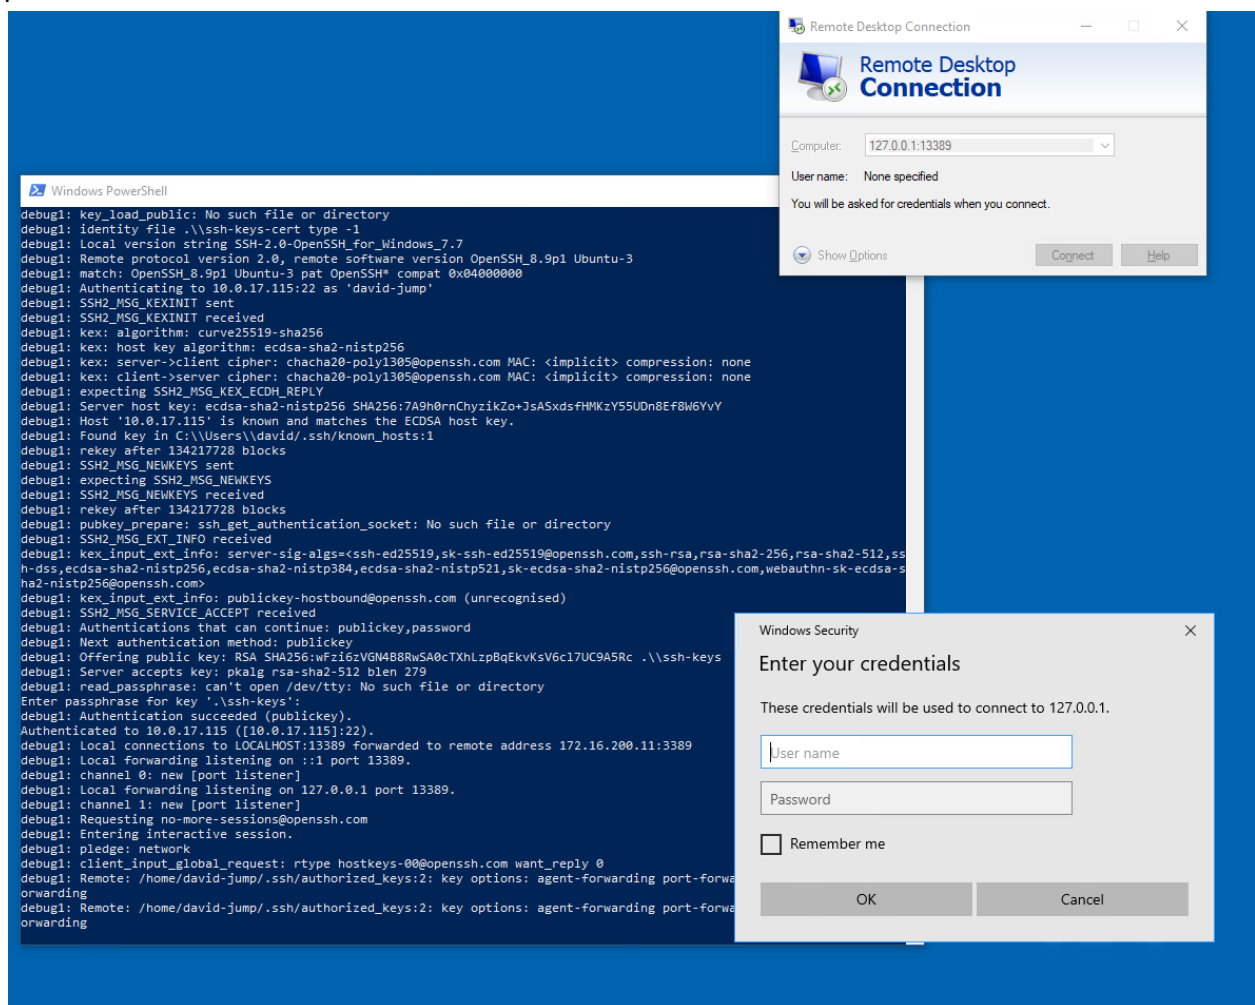 Remote Desktop Connection
Remote Desktop
Connection
Computer:
127.0.0.1:13389
User name: None specified
You will be asked for credentials when you connect.
Show Options
Connect
Help
Windows PowerShell
debug1: key_load_public: No such file or directory
debug1: identity file .\\ssh-keys-cert type -1
debug1: Local version string SSH-2.0-OpenSSH_for_Windows_7.7
debug1: Remote protocol version 2.0, remote software version OpenSSH_8.9p1 Ubuntu-3
debug1: match: OpenSSH_8.9p1 Ubuntu-3 pat OpenSSH* compat 0x04000000
debug1: Authenticating to 10.0.17.115:22 as 'david-jump'
debug1: SSH2_MSG_KEXINIT sent
debug1: SSH2_MSG_KEXINIT received
debug1: kex: algorithm: curve25519-sha256
debug1: kex: host key algorithm: ecdsa-sha2-nistp256
debug1: kex: server->client cipher: chacha20-poly1305@openssh.com MAC: <implicit> compression: none
debug1: kex: client->server cipher: chacha20-poly1305@openssh.com MAC: <implicit> compression: none
debug1: expecting SSH2_MSG_KEX_ECDH_REPLY
debug1: Server host key: ecdsa-sha2-nistp256 SHA256:7A9h0rnChyzikZo+JsASxdsfHMKzY55UDn8Ef8W6YvY
debug1: Host '10.0.17.115' is known and matches the ECDSA host key.
debug1: Found key in C:\\Users\\david/.ssh/known_hosts:1
debug1: rekey after 134217728 blocks
debug1: SSH2_MSG_NEWKEYS sent
debug1: expecting SSH2_MSG_NEWKEYS
debug1: SSH2_MSG_NEWKEYS received
debug1: rekey after 134217728 blocks
debug1: pubkey_prepare: ssh_get_authentication_socket: No such file or directory
debug1: SSH2_MSG_EXT_INFO received
debug1: kex_input_ext_info: server-sig-algs=<ssh-ed25519,sk-ssh-ed25519@openssh.com,ssh-rsa,rsa-sha2-256,rsa-sha2-512,ss
h-dss,ecdsa-sha2-nistp256,ecdsa-sha2-nistp384,ecdsa-sha2-nistp521,sk-ecdsa-sha2-nistp256@openssh.com,webauthn-sk-ecdsa-s
ha2-nistp256@openssh.com>
debug1: kex_input_ext_info: publickey-hostbound@openssh.com (unrecognised)
debug1: SSH2_MSG_SERVICE_ACCEPT received
debug1: Authentications that can continue: publickey,password
debug1: Next authentication method: publickey
debug1: Offering public key: RSA SHA256:wFzi6zVGN4B8RwSA0cTXhLzpBqEkvKsV6cl7UC9A5Rc .\\ssh-keys
debug1: Server accepts key: pkalg rsa-sha2-512 blen 279
debug1: read_passphrase: can't open /dev/tty: No such file or directory
Enter passphrase for key '.\ssh-keys':
debug1: Authentication succeeded (publickey).
Authenticated to 10.0.17.115 ([10.0.17.115]:22).
debug1: Local connections to LOCALHOST:13389 forwarded to remote address 172.16.200.11:3389
debug1: Local forwarding listening on ::1 port 13389.
debug1: channel 0: new [port listener]
debug1: Local forwarding listening on 127.0.0.1 port 13389.
debug1: channel 1: new [port listener]
debug1: Requesting no-more-sessions@openssh.com
debug1: Entering interactive session.
debug1: pledge: network
debug1: client_input_global_request: rtype hostkeys-00@openssh.com want_reply 0
debug1: Remote: /home/david-jump/.ssh/authorized_keys:2: key options: agent-forwarding port-forwa
orwarding
debug1: Remote: /home/david-jump/.ssh/authorized_keys:2: key options: agent-forwarding port-forwa
orwarding
Windows Security
Enter your credentials
These credentials will be used to connect to 127.0.0.1.
User name
Password
Remember me
OK
Cancel